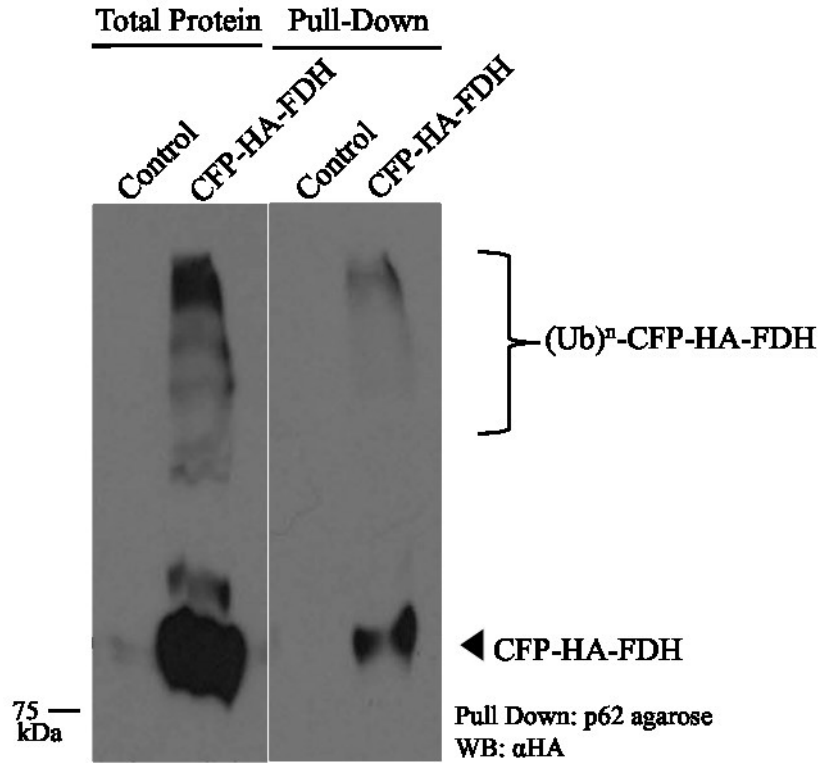 Total Protein Pull-Down
Control CFP-HA-FDH Control CFP-HA-FDH
(Ub)ⁿ-CFP-HA-FDH
CFP-HA-FDH
75
kDa
Pull Down: p62 agarose
WB: αHA